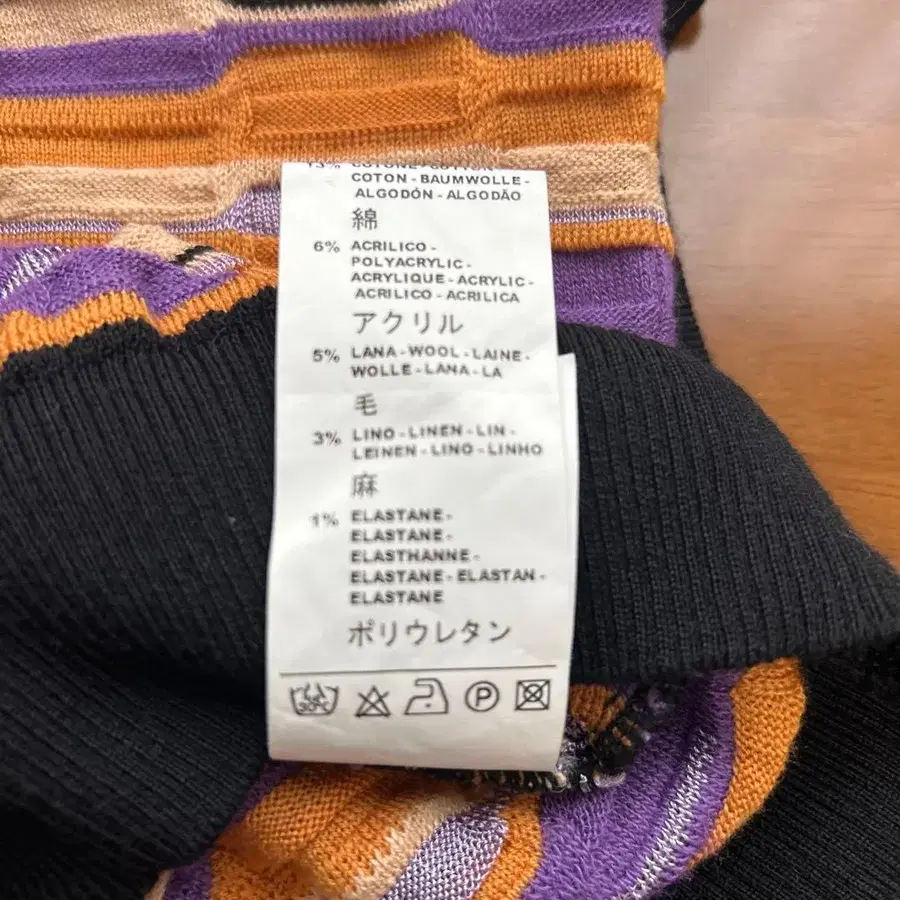 COTON - BAUMWOLLE -
ALGODÓN - ALGODÃO
綿
6% ACRILICO -
POLYACRYLIC -
ACRYLIQUE - ACRYLIC -
ACRILICO - ACRILICA
アクリル
5% LANA - WOOL - LAINE -
WOLLE - LANA - LA
毛
3% LINO - LINEN - LIN -
LEINEN - LINO - LINHO
麻
1% ELASTANE -
ELASTANE -
ELASTHANNE -
ELASTANE - ELASTAN -
ELASTANE
ポリウレタン
30°C P